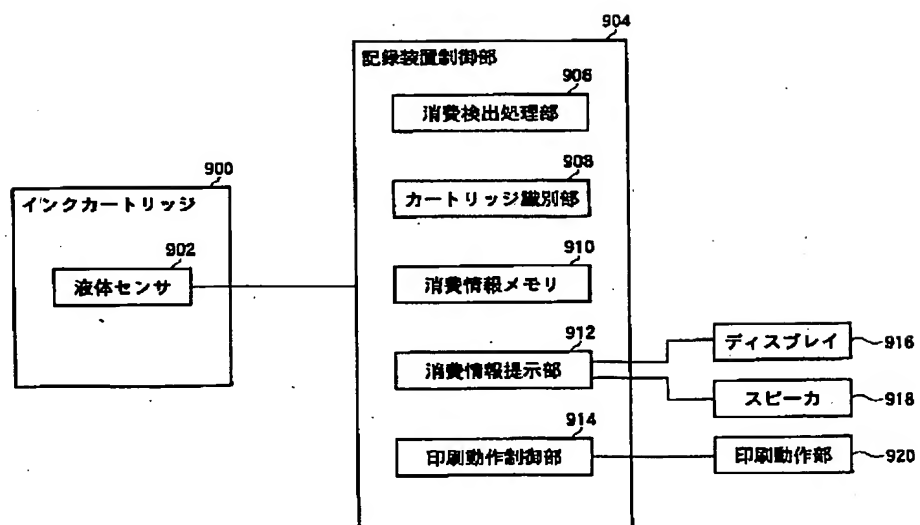 904
記録装置制御部
906
消費検出処理部
900
インクカートリッジ
908
カートリッジ識別部
902
液体センサ
910
消費情報メモリ
912
消費情報提示部
ディスプレイ
916
スピーカ
918
914
印刷動作制御部
印刷動作部
920